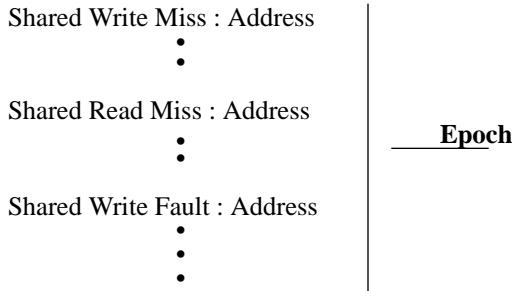 Shared Write Miss : Address
Shared Read Miss : Address
Epoch
Shared Write Fault : Address